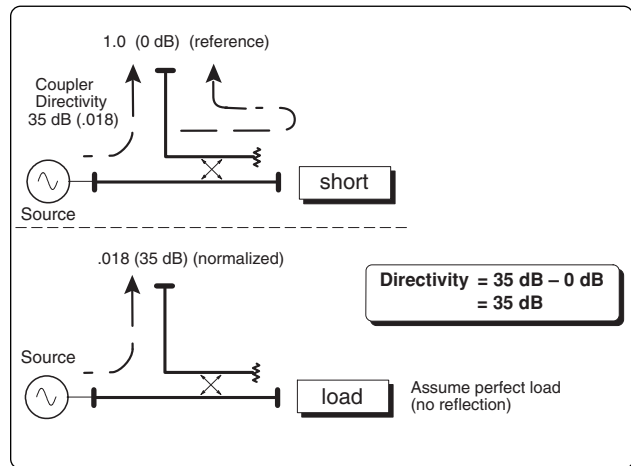 1.0 (0 dB) (reference)
Coupler
Directivity
35 dB (.018)
short
Source
.018 (35 dB) (normalized)
Directivity = 35 dB – 0 dB
= 35 dB
Source
load
Assume perfect load
(no reflection)